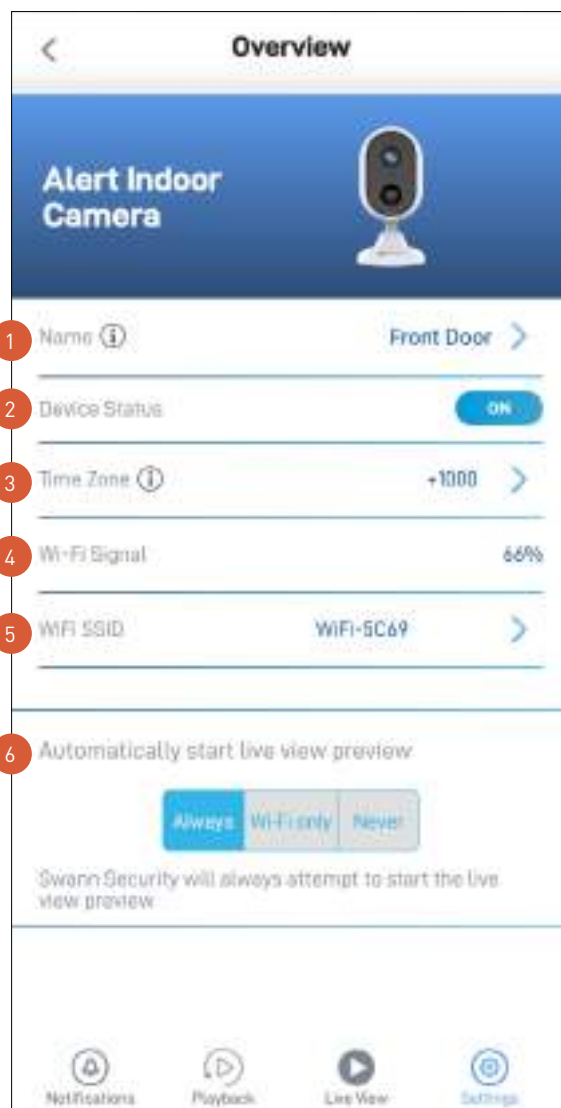 Overview
Alert Indoor
Camera
1 Name Front Door
2 Device Status ON
3 Time Zone +1000
4 Wi-Fi Signal 66%
5 WiFi SSID WiFi-5C69
6 Automatically start live view preview
Always Wi-Fi only Never
Swann Security will always attempt to start the live
view preview
Notifications Playback Live View Settings